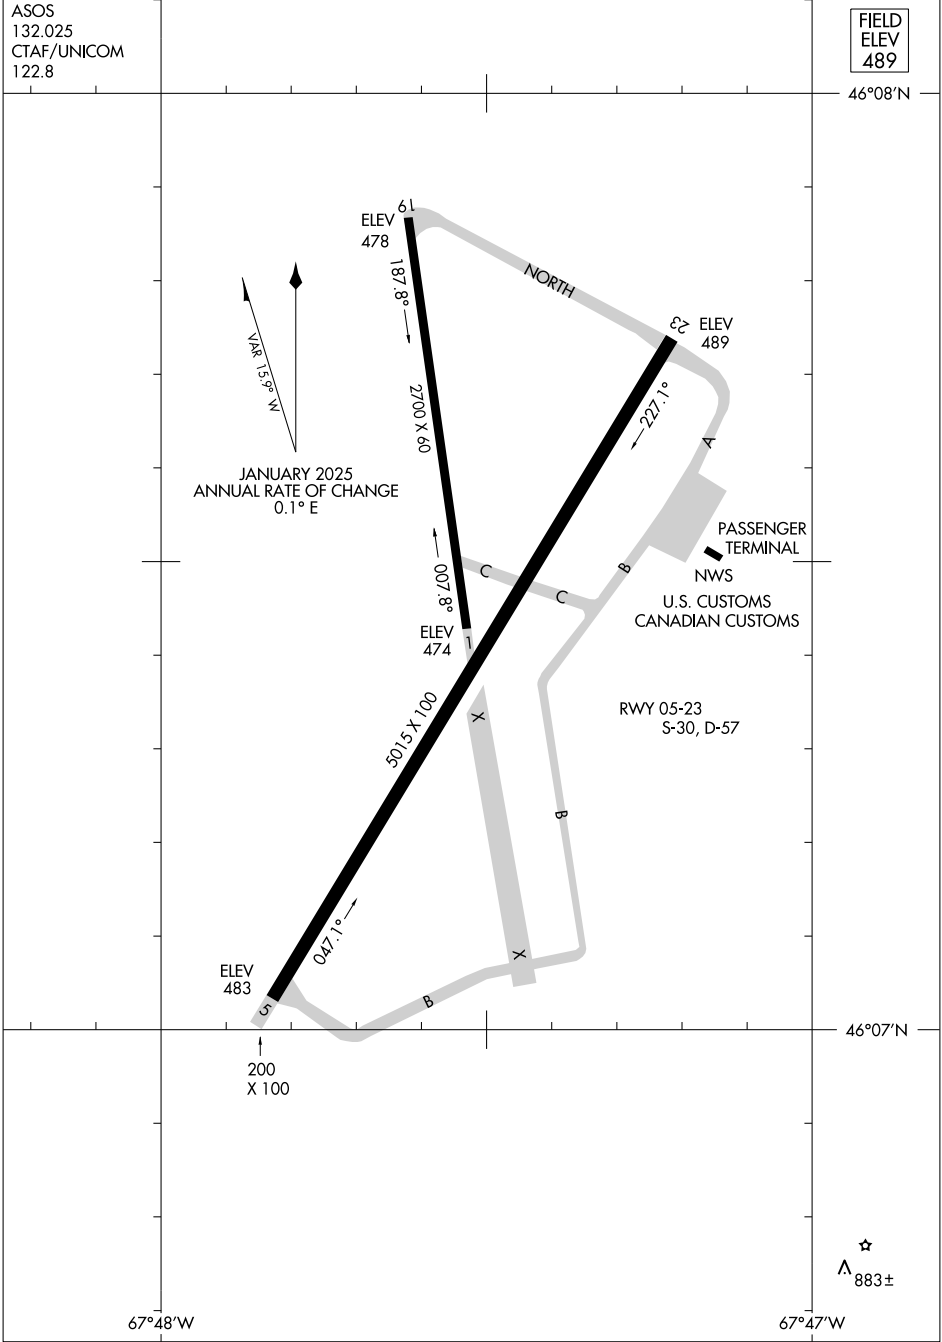 ASOS
132.025
CTAF/UNICOM
122.8
FIELD
ELEV
489
46°08'N
19
ELEV
478
187.8°
NORTH
23
ELEV
489
VAR 15.9° W
2700 X 60
227.1°
A
JANUARY 2025
ANNUAL RATE OF CHANGE
0.1° E
PASSENGER
TERMINAL
NWS
U.S. CUSTOMS
CANADIAN CUSTOMS
C
C
B
007.8°
ELEV
474
1
5015 X 100
X
RWY 05-23
S-30, D-57
B
047.1°
X
ELEV
483
5
B
46°07'N
200
X 100
883±
67°48'W
67°47'W